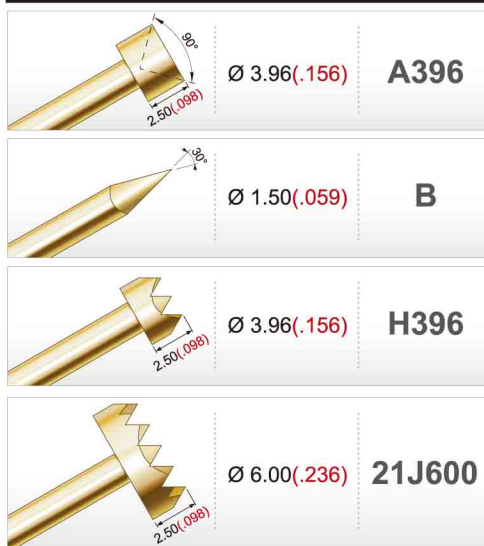 90°
2.50(.098)
Ø 3.96(.156)
A396
30°
Ø 1.50(.059)
B
2.50(.098)
Ø 3.96(.156)
H396
2.50(.098)
Ø 6.00(.236)
21J600